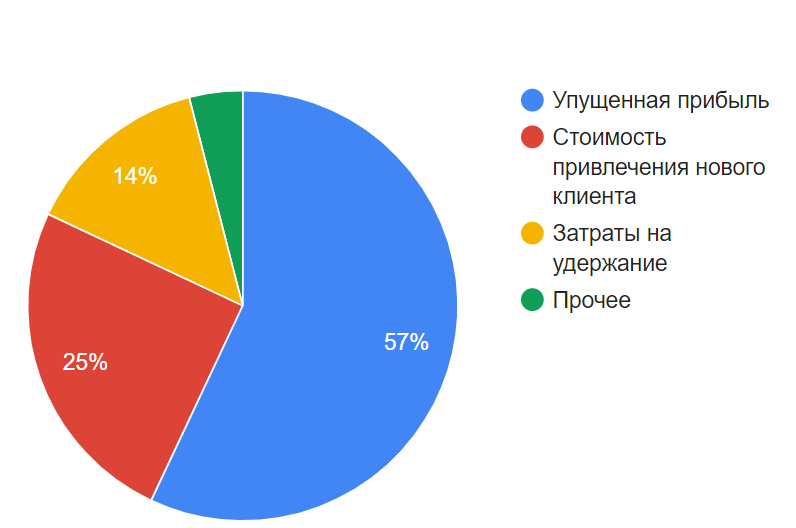 Упущенная прибыль
Стоимость
привлечения нового
клиента
Затраты на
удержание
Прочее
14%
25%
57%